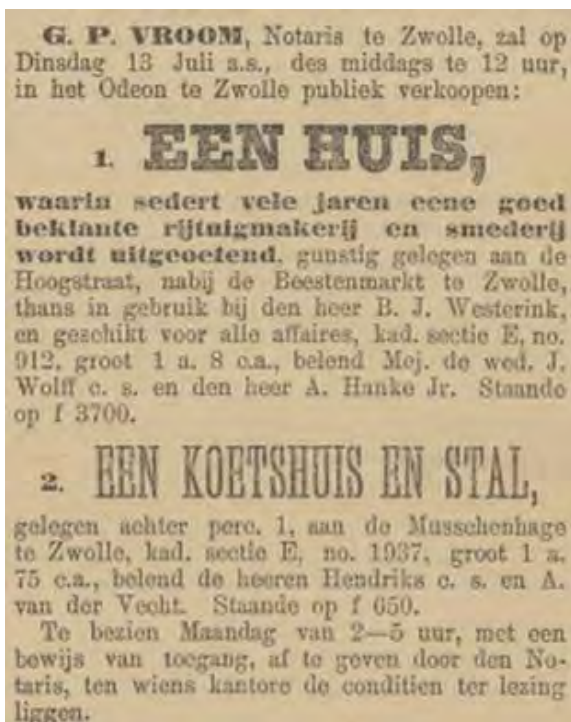 G. P. VROOM, Notaris te Zwolle, zal op
Dinsdag 13 Juli a.s., des middags te 12 uur,
in het Odeon te Zwolle publiek verkoopen:
1. EEN HUIS,
waarin sedert vele jaren eene goed
beklante rijtuigmakerij en smederij
wordt uitgeoefend, gunstig gelegen aan de
Hoogstraat, nabij de Beestenmarkt te Zwolle,
thans in gebruik bij den heer B. J. Westerink,
en geschikt voor alle affaires, kad. sectie E, no.
912, groot 1 a. 8 c.a., belend Mej. de wed. J.
Wolff c. s. en den heer A. Hanke Jr. Staande
op f 3700.
2. EEN KOETSHUIS EN STAL,
gelegen achter perc. 1, aan de Musschenhage
te Zwolle, kad. sectie E, no. 1937, groot 1 a.
75 c.a., belend de heeren Hendriks c. s. en A.
van der Vecht. Staande op f 650.
Te bezien Maandag van 2—5 uur, met een
bewijs van toegang, af te geven door den No-
taris, ten wiens kantore de conditien ter lezing
liggen.